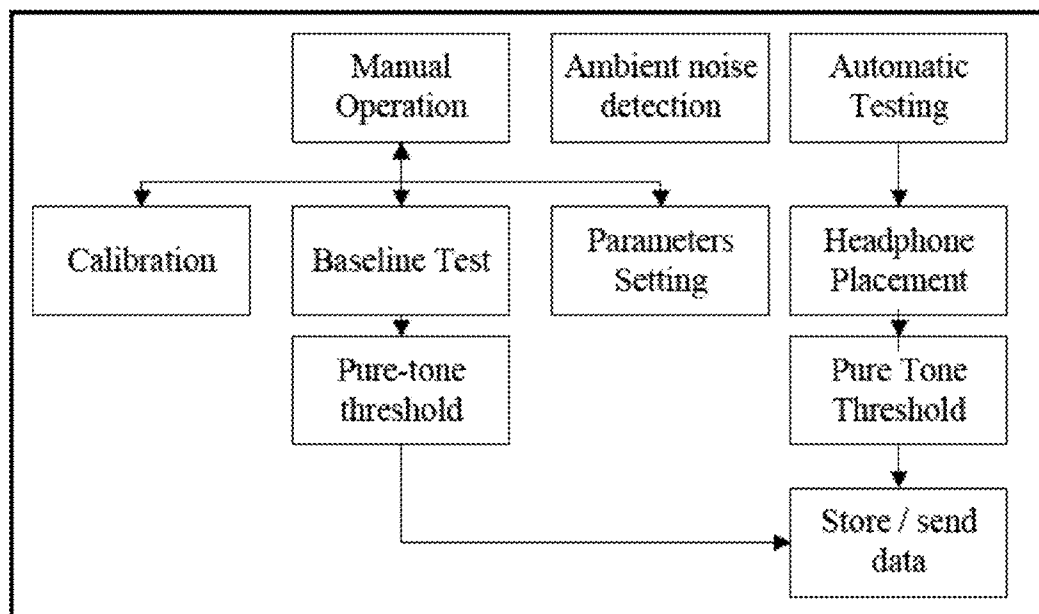 Manual
Operation
Ambient noise
detection
Automatic
Testing
Calibration
Baseline Test
Parameters
Setting
Headphone
Placement
Pure-tone
threshold
Pure Tone
Threshold
Store / send
data